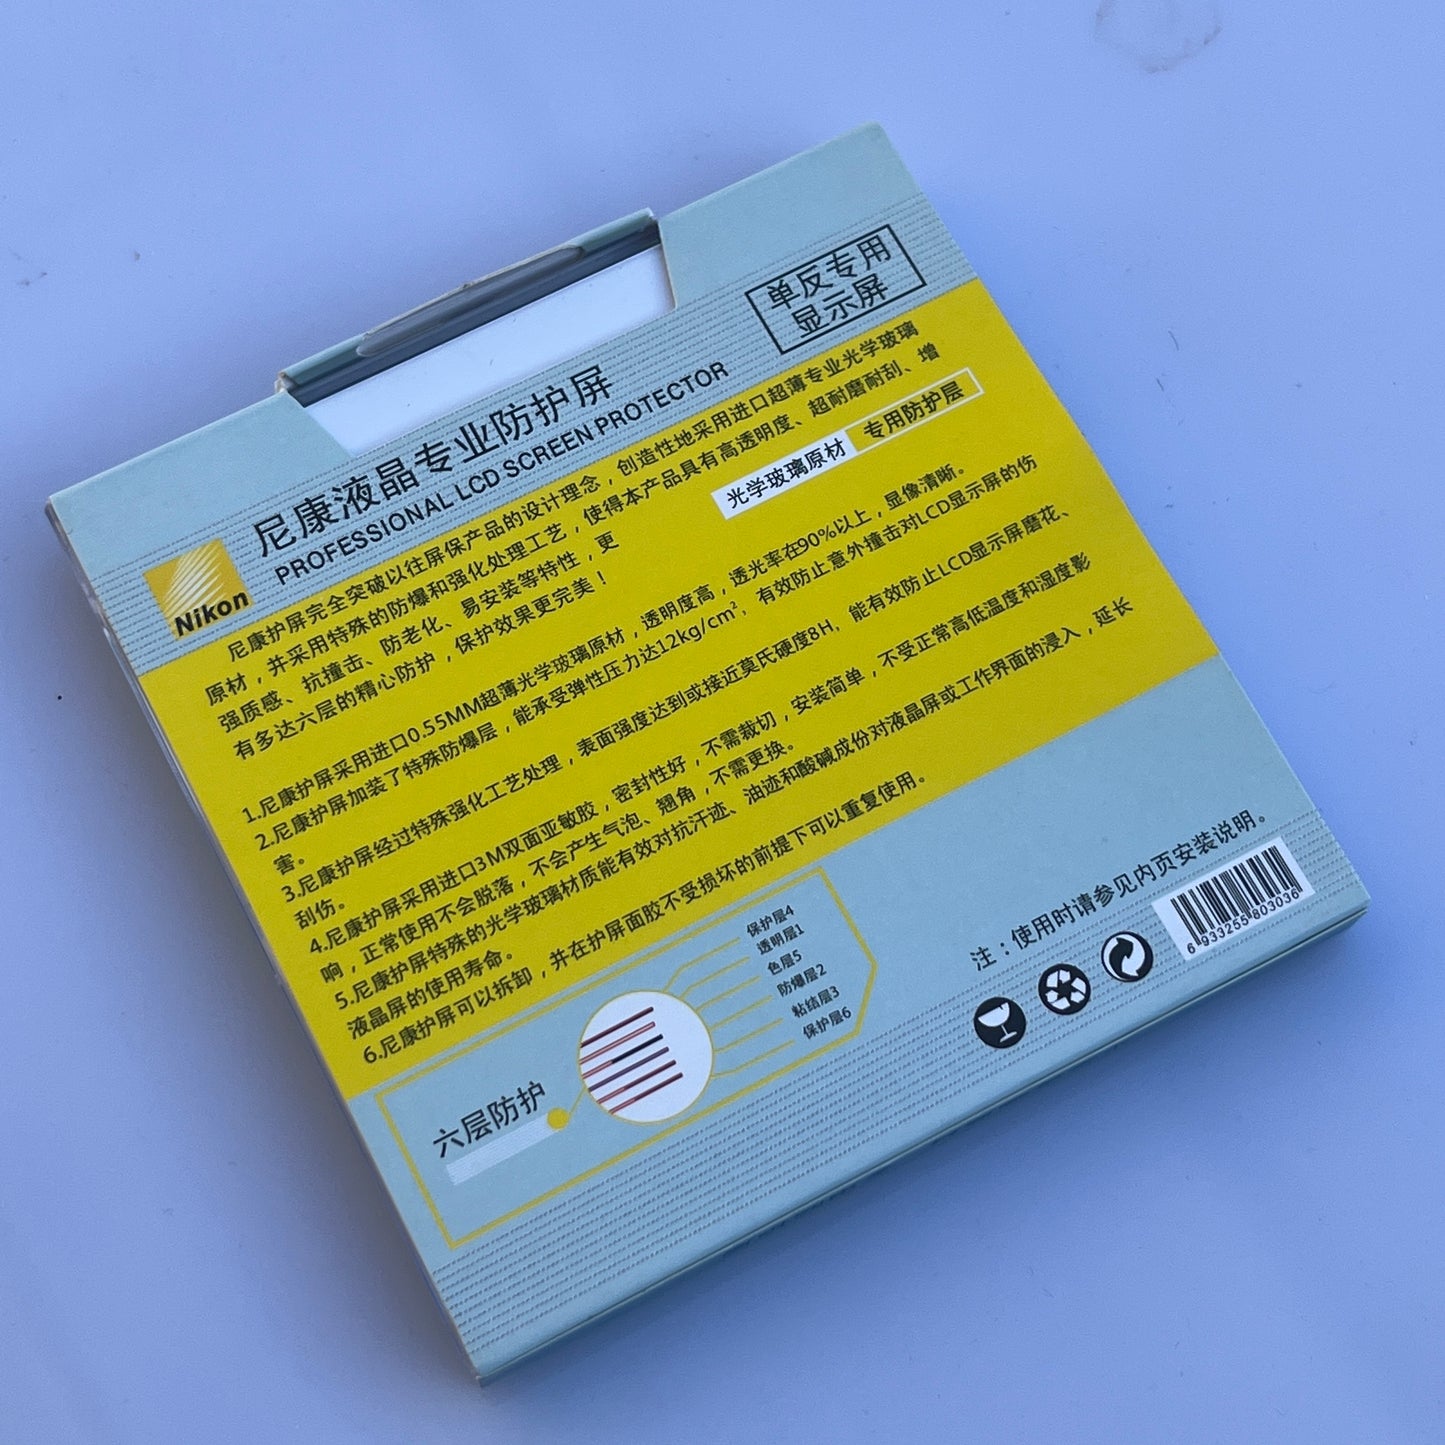 单反专用
显示屏
尼康液晶专业防护屏
PROFESSIONAL LCD SCREEN PROTECTOR
Nikon
尼康护屏完全突破以往屏保产品的设计理念，创造性地采用进口超薄专业光学玻璃
原材，并采用特殊的防爆和强化处理工艺，使得本产品具有高透明度、超耐磨耐刮、增
强质感、抗撞击、防老化、易安装等特性，更
有多达六层的精心防护，保护效果更完美！
光学玻璃原材 专用防护层
1.尼康护屏采用进口0.55MM超薄光学玻璃原材，透明度高，透光率在90%以上，显像清晰。
2.尼康护屏加装了特殊防爆层，能承受弹性压力达12kg/cm²，有效防止意外撞击对LCD显示屏的伤
害。
3.尼康护屏经过特殊强化工艺处理，表面强度达到或接近莫氏硬度8H，能有效防止LCD显示屏磨花、
刮伤。
4.尼康护屏采用进口3M双面亚敏胶，密封性好，不需裁切，安装简单，不受正常高低温度和湿度影
响，正常使用不会脱落，不会产生气泡、翘角，不需更换。
5.尼康护屏特殊的光学玻璃材质能有效对抗汗迹、油迹和酸碱成份对液晶屏或工作界面的浸入，延长
液晶屏的使用寿命。
6.尼康护屏可以拆卸，并在护屏面胶不受损坏的前提下可以重复使用。
六层防护
保护层4
透明层1
色层5
防爆层2
粘结层3
保护层6
注：使用时请参见内页安装说明。
6 933255 803036